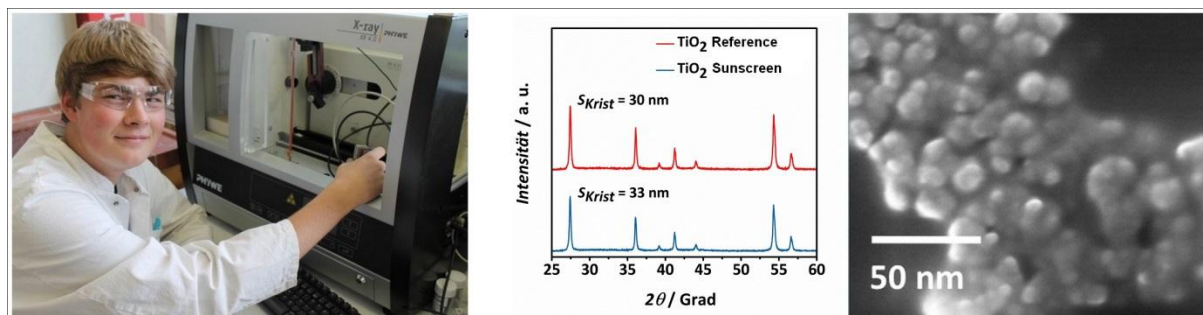 X-ray
PHYWE
PHYWE
TiO2 Reference
TiO2 Sunscreen
SKrist = 30 nm
SKrist = 33 nm
Intensität / a. u.
25 30 35 40 45 50 55 60
2θ / Grad
50 nm